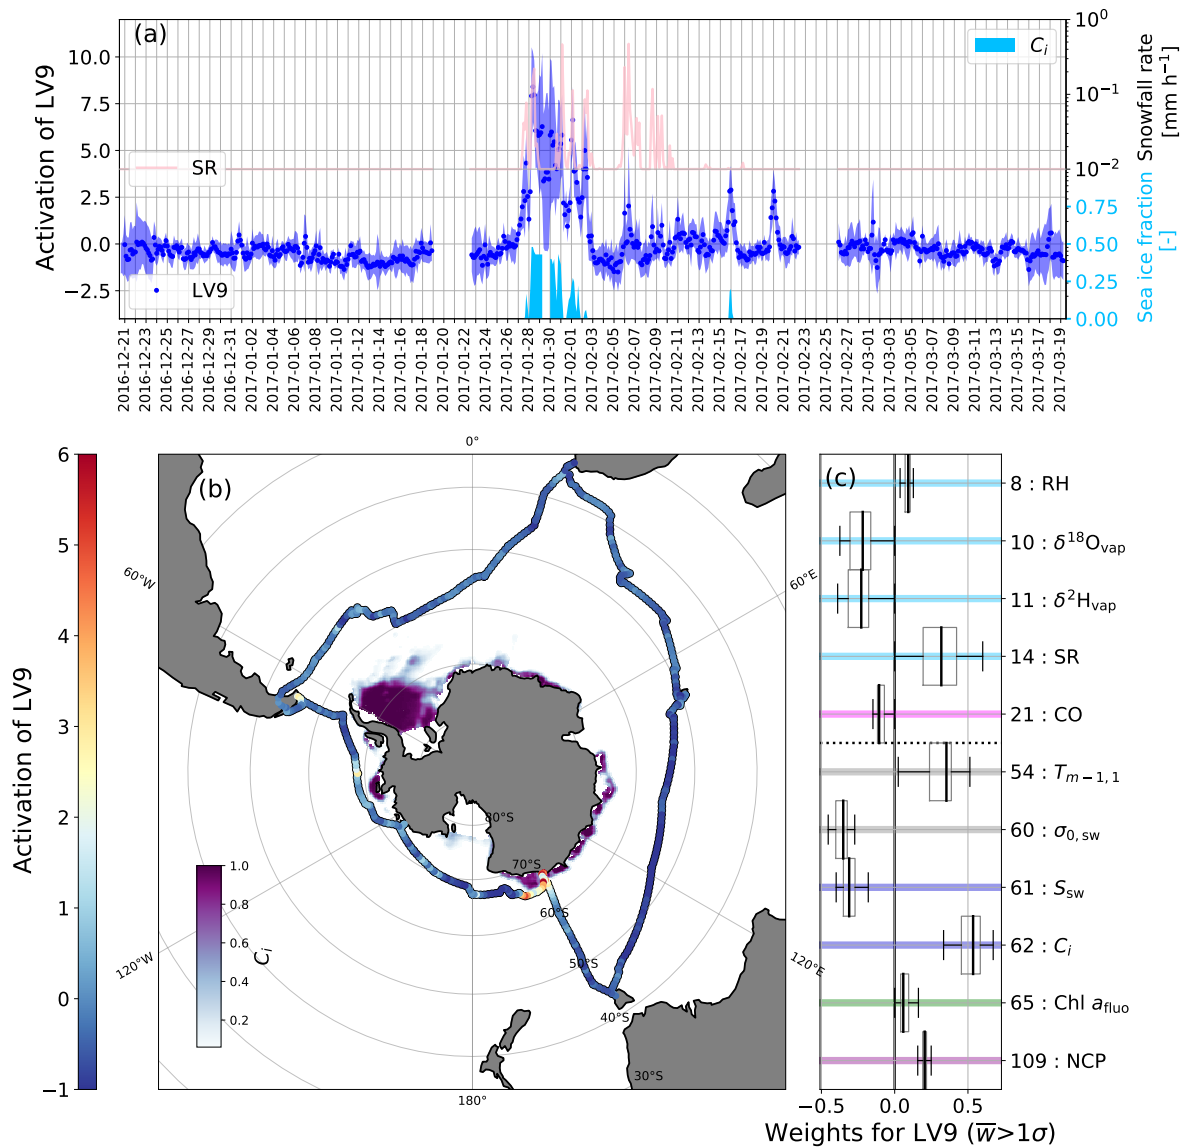 (a)
Activation of LV9
10.0
7.5
5.0
2.5
0.0
−2.5
SR
LV9
C_i
10^0
10^−1
10^−2
0.75
0.50
0.25
0.00
Snowfall rate
[mm h^−1]
Sea ice fraction
[-]
2016-12-21
2016-12-23
2016-12-25
2016-12-27
2016-12-29
2016-12-31
2017-01-02
2017-01-04
2017-01-06
2017-01-08
2017-01-10
2017-01-12
2017-01-14
2017-01-16
2017-01-18
2017-01-20
2017-01-22
2017-01-24
2017-01-26
2017-01-28
2017-01-30
2017-02-01
2017-02-03
2017-02-05
2017-02-07
2017-02-09
2017-02-11
2017-02-13
2017-02-15
2017-02-17
2017-02-19
2017-02-21
2017-02-23
2017-02-25
2017-02-27
2017-03-01
2017-03-03
2017-03-05
2017-03-07
2017-03-09
2017-03-11
2017-03-13
2017-03-15
2017-03-17
2017-03-19
Activation of LV9
6
5
4
3
2
1
0
−1
(b)
0°
60°W
60°E
120°W
120°E
180°
80°S
70°S
60°S
50°S
40°S
30°S
1.0
0.8
0.6
0.4
0.2
C_i
(c)
8 : RH
10 : δ^18O_vap
11 : δ^2H_vap
14 : SR
21 : CO
54 : T_m−1,1
60 : σ_0,sw
61 : S_sw
62 : C_i
65 : Chl a_fluo
109 : NCP
−0.5
0.0
0.5
Weights for LV9 (w̅>1σ)